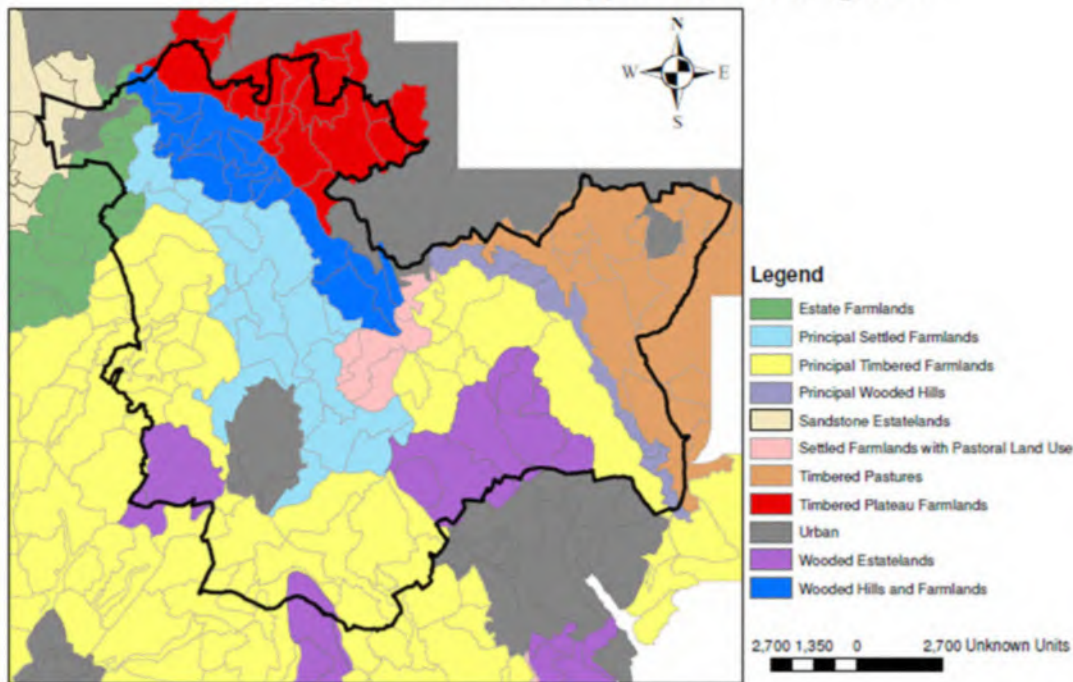 N
W E
S
Legend
Estate Farmlands
Principal Settled Farmlands
Principal Timbered Farmlands
Principal Wooded Hills
Sandstone Estatelands
Settled Farmlands with Pastoral Land Use
Timbered Pastures
Timbered Plateau Farmlands
Urban
Wooded Estatelands
Wooded Hills and Farmlands
2,700 1,350 0 2,700 Unknown Units